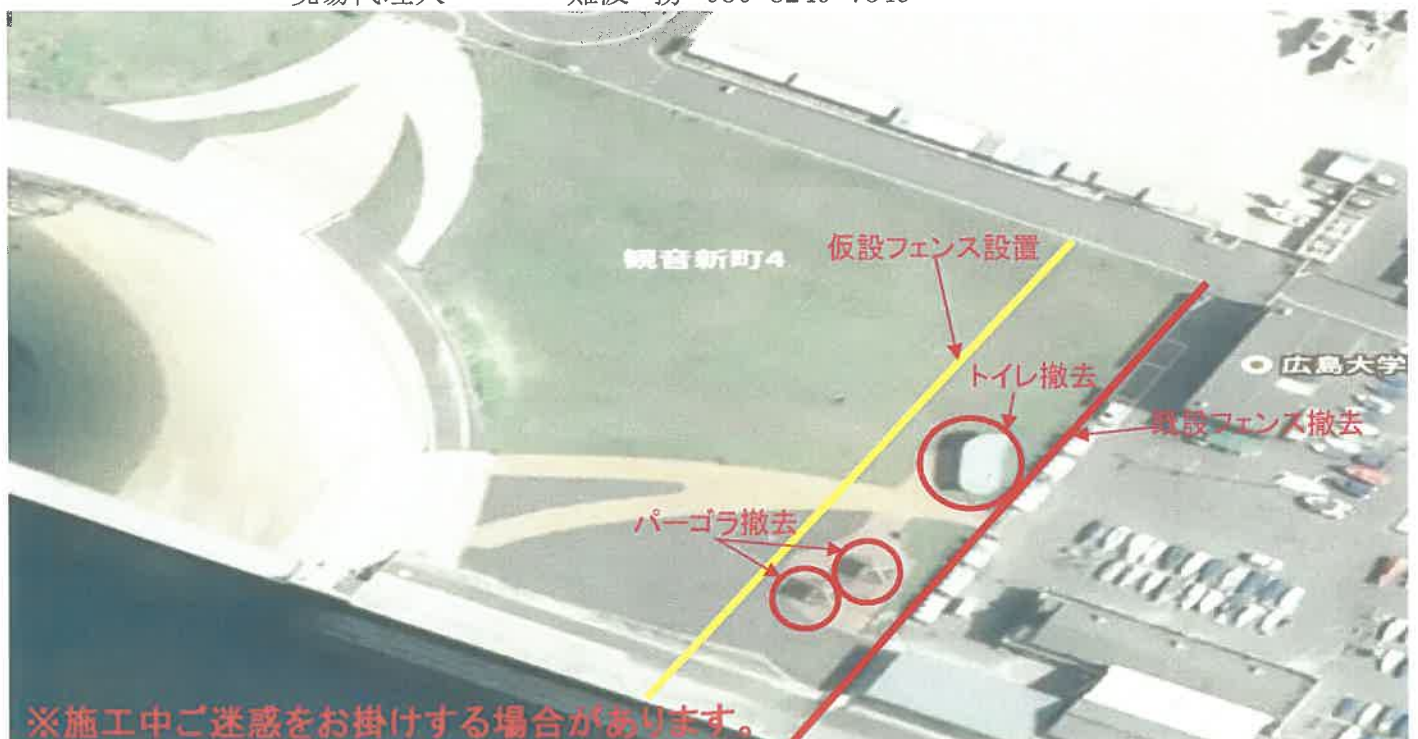 観音新町4
仮設フェンス設置
トイレ撤去
広島大学
既設フェンス撤去
パーゴラ撤去
※施工中ご迷惑をお掛けする場合があります。